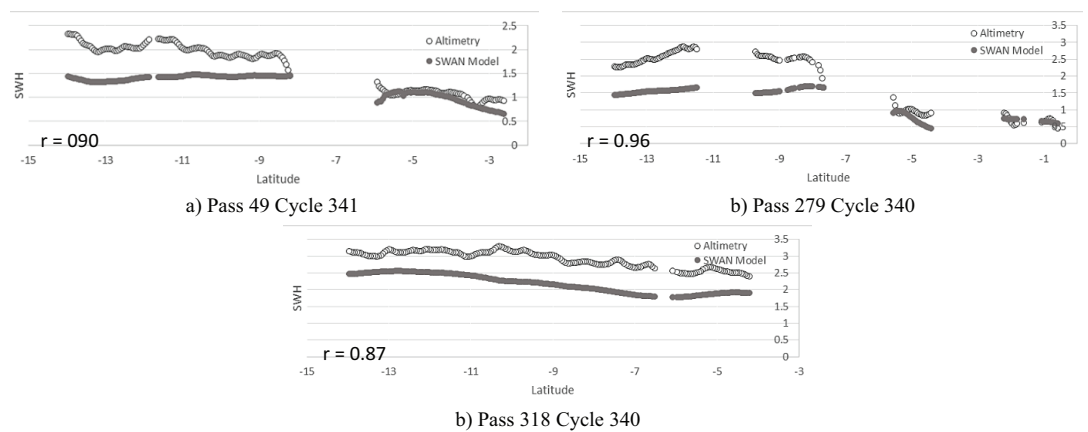 2.5
Altimetry
SWAN Model
2
1.5
SWH
1
0.5
r = 090
0
-15 -13 -11 -9 -7 -5 -3
Latitude
a) Pass 49 Cycle 341
3.5
Altimetry
3
SWAN Model
2.5
2
SWH
1.5
1
0.5
r = 0.96
0
-15 -13 -11 -9 -7 -5 -3 -1
Latitude
b) Pass 279 Cycle 340
3.5
Altimetry
3
SWAN Model
2.5
SWH
2
1.5
1
0.5
r = 0.87
0
-15 -13 -11 -9 -7 -5 -3
Latitude
b) Pass 318 Cycle 340